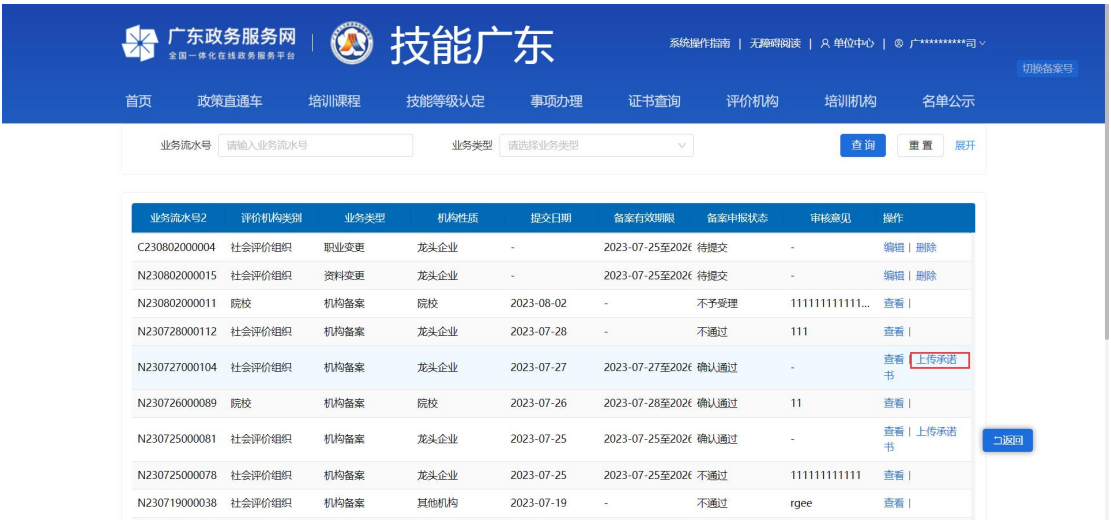 广东政务服务网
全国一体化在线政务服务平台
技能广东
系统操作指南 | 无障碍阅读 | 单位中心 | 广**********司
切换备案号
首页 政策直通车 培训课程 技能等级认定 事项办理 证书查询 评价机构 培训机构 名单公示
业务流水号 请输入业务流水号 业务类型 请选择业务类型 查询 重置 展开
业务流水号2 评价机构类别 业务类型 机构性质 提交日期 备案有效期限 备案申报状态 审核意见 操作
C230802000004 社会评价组织 职业变更 龙头企业 - 2023-07-25至2026 待提交 - 编辑 | 删除
N230802000015 社会评价组织 资料变更 龙头企业 - 2023-07-25至2026 待提交 - 编辑 | 删除
N230802000011 院校 机构备案 院校 2023-08-02 - 不予受理 111111111111... 查看 |
N230728000112 社会评价组织 机构备案 龙头企业 2023-07-28 - 不通过 111 查看 |
N230727000104 社会评价组织 机构备案 龙头企业 2023-07-27 2023-07-27至2026 确认通过 - 查看 | 上传承诺
书
N230726000089 院校 机构备案 院校 2023-07-26 2023-07-28至2026 确认通过 11 查看 |
N230725000081 社会评价组织 机构备案 龙头企业 2023-07-25 2023-07-25至2026 确认通过 - 查看 | 上传承诺
书
返回
N230725000078 社会评价组织 机构备案 龙头企业 2023-07-25 2023-07-25至2026 不通过 111111111111 查看 |
N230719000038 社会评价组织 机构备案 其他机构 2023-07-19 - 不通过 rgee 查看 |